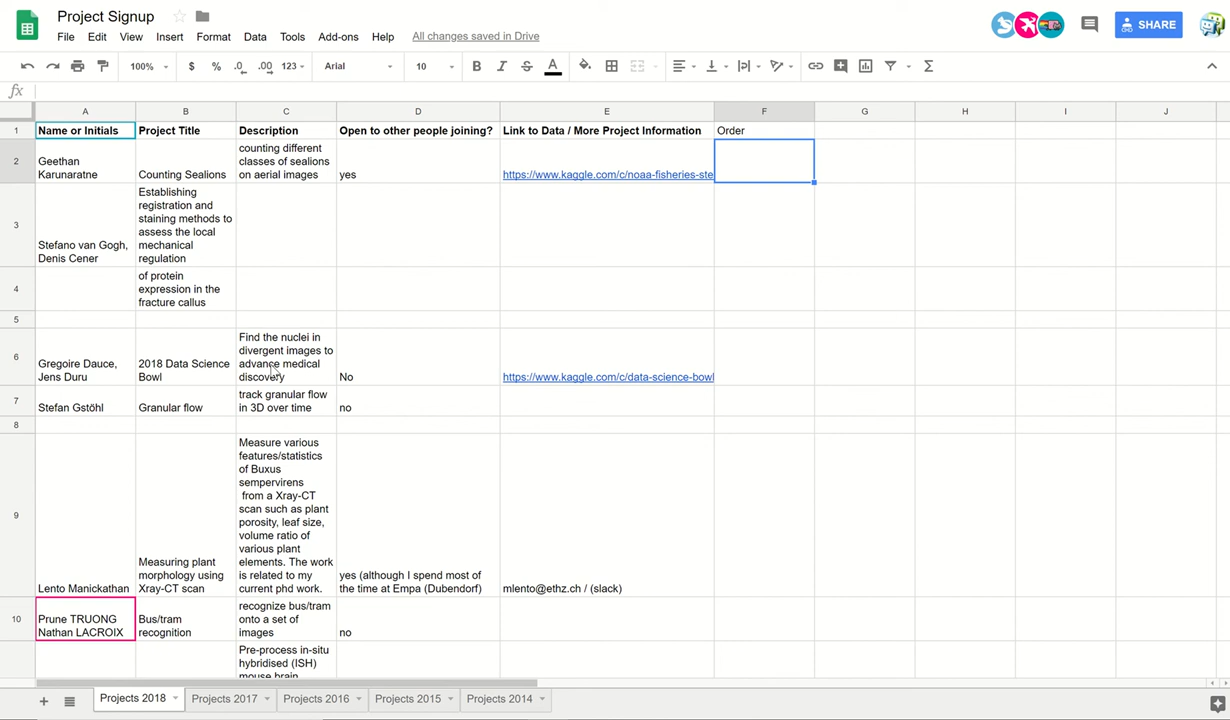 Project Signup
File Edit View Insert Format Data Tools Add-ons Help All changes saved in Drive
SHARE
100% $ % .0 .00 123 Arial 10 B I S A
fx
A B C D E F G H I J
1 Name or Initials Project Title Description Open to other people joining? Link to Data / More Project Information Order
counting different
classes of sealions
on aerial images
2 Geethan
Karunaratne
Counting Sealions
yes
https://www.kaggle.com/c/noaa-fisheries-ste
Establishing
registration and
staining methods to
assess the local
mechanical
regulation
3 Stefano van Gogh,
Denis Cener
of protein
expression in the
fracture callus
4
5
Find the nuclei in
divergent images to
advance medical
discovery
6 Gregoire Dauce,
Jens Duru
2018 Data Science
Bowl
No
https://www.kaggle.com/c/data-science-bowl
track granular flow
in 3D over time
7 Stefan Gstöhl
Granular flow
no
8
Measure various
features/statistics
of Buxus
sempervirens
from a Xray-CT
scan such as plant
porosity, leaf size,
volume ratio of
various plant
elements. The work
is related to my
current phd work.
9 Lento Manickathan
Measuring plant
morphology using
Xray-CT scan
yes (although I spend most of
the time at Empa (Dubendorf)
mlento@ethz.ch / (slack)
recognize bus/tram
onto a set of
images
10 Prune TRUONG
Nathan LACROIX
Bus/tram
recognition
no
Pre-process in-situ
hybridised (ISH)
mouse brain
Projects 2018 Projects 2017 Projects 2016 Projects 2015 Projects 2014